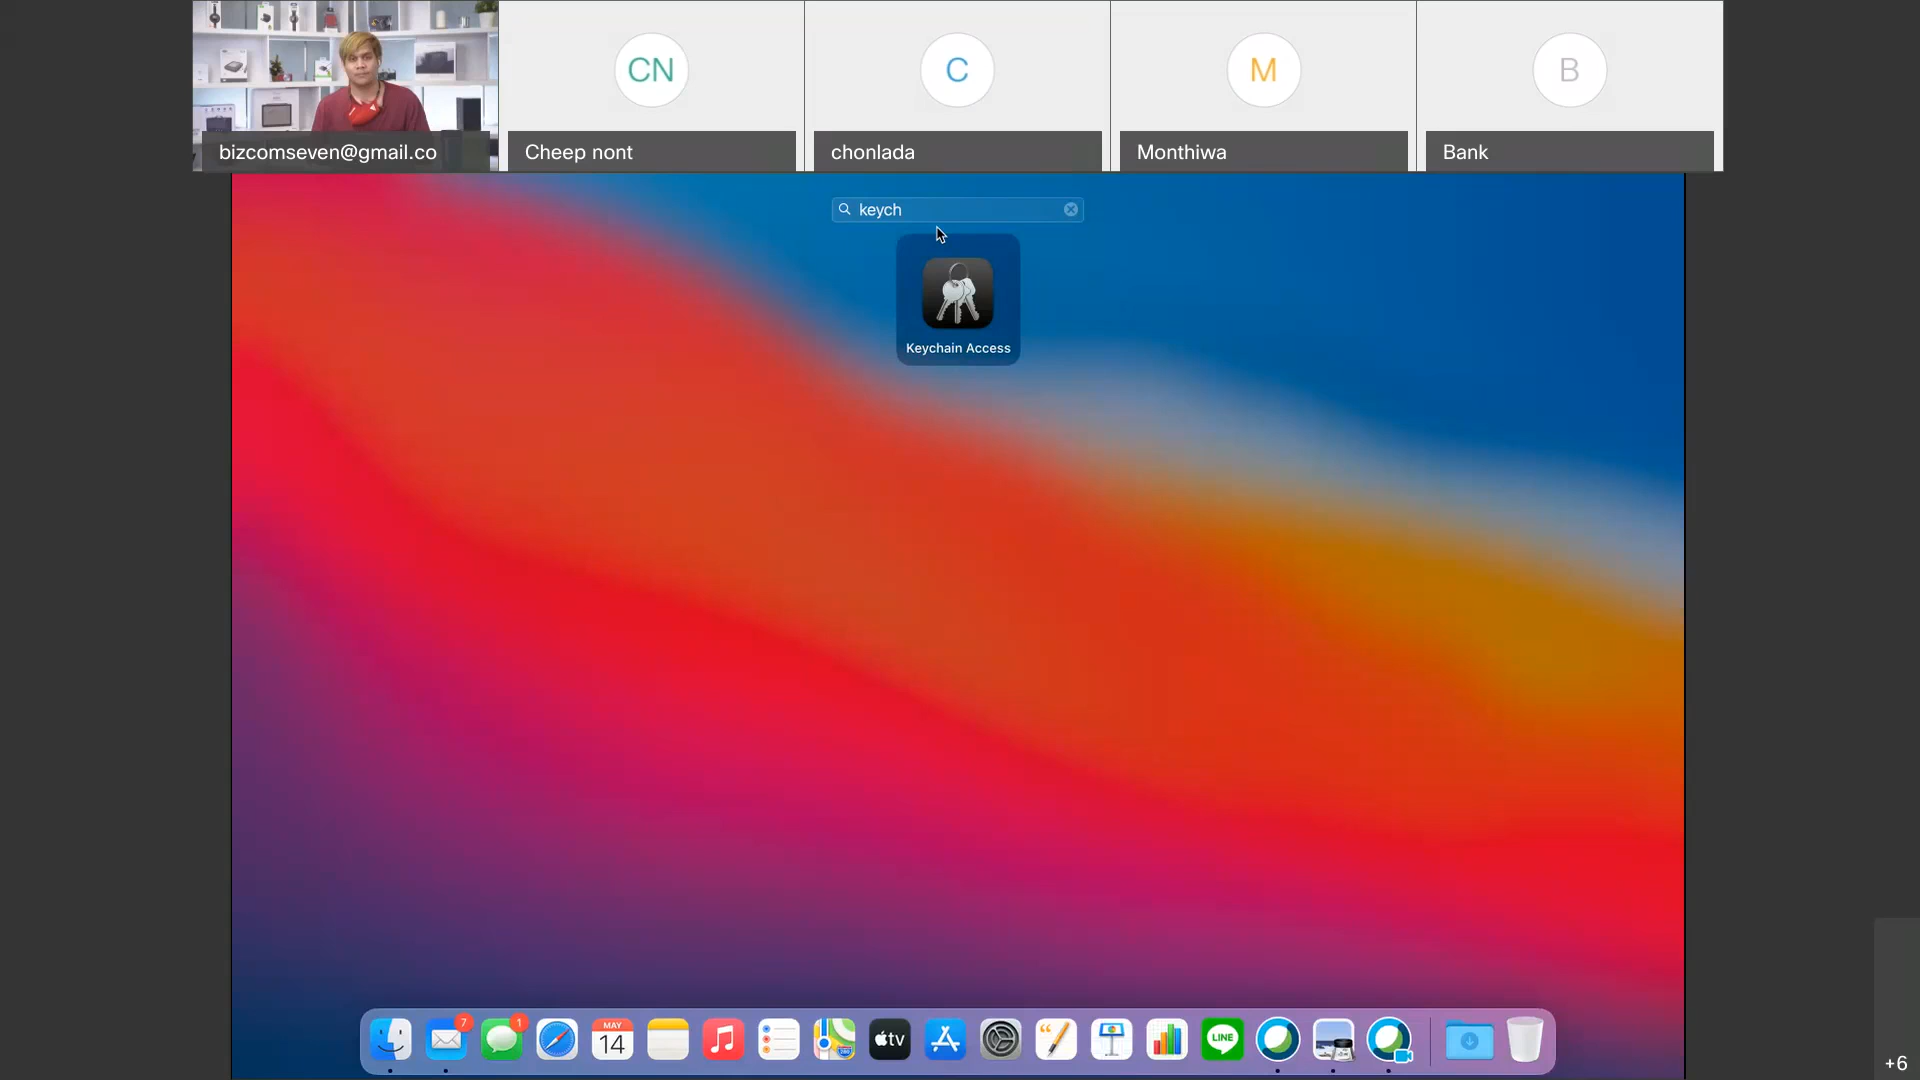 CN
C
M
B
bizcomseven@gmail.co
Cheep nont
chonlada
Monthiwa
Bank
keych
Keychain Access
7
1
MAY
14
tv
LINE
+6